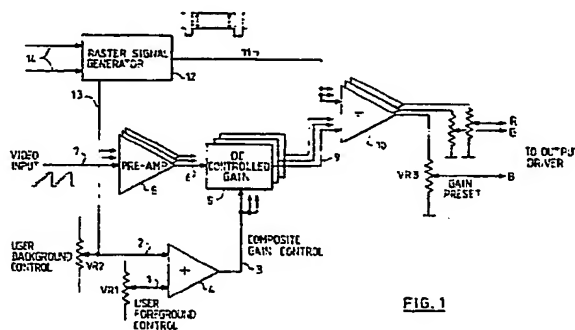 11
14
RASTER SIGNAL
GENERATOR
12
13
VIDEO
INPUT
7
PRE-AMP
6
DC
CONTROLLED
GAIN
5
9
10
R
G
TO OUTPUT
DRIVER
VR3
B
GAIN
PRESET
USER
BACKGROUND
CONTROL
VR2
2
COMPOSITE
GAIN CONTROL
3
+
4
VR1
1
USER
FOREGROUND
CONTROL
FIG. 1